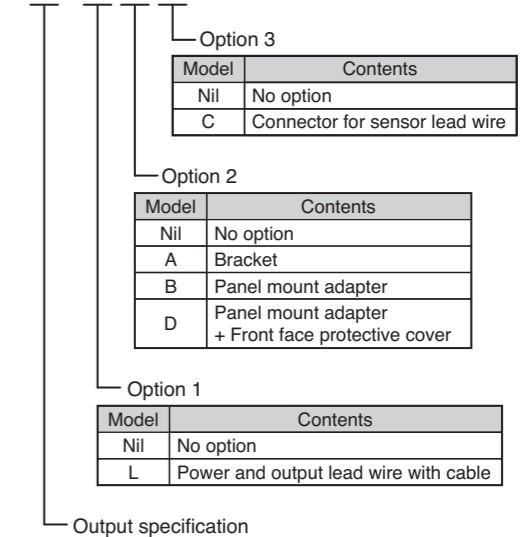 Option 3
Model Contents
Nil No option
C Connector for sensor lead wire
Option 2
Model Contents
Nil No option
A Bracket
B Panel mount adapter
D Panel mount adapter
+ Front face protective cover
Option 1
Model Contents
Nil No option
L Power and output lead wire with cable
Output specification